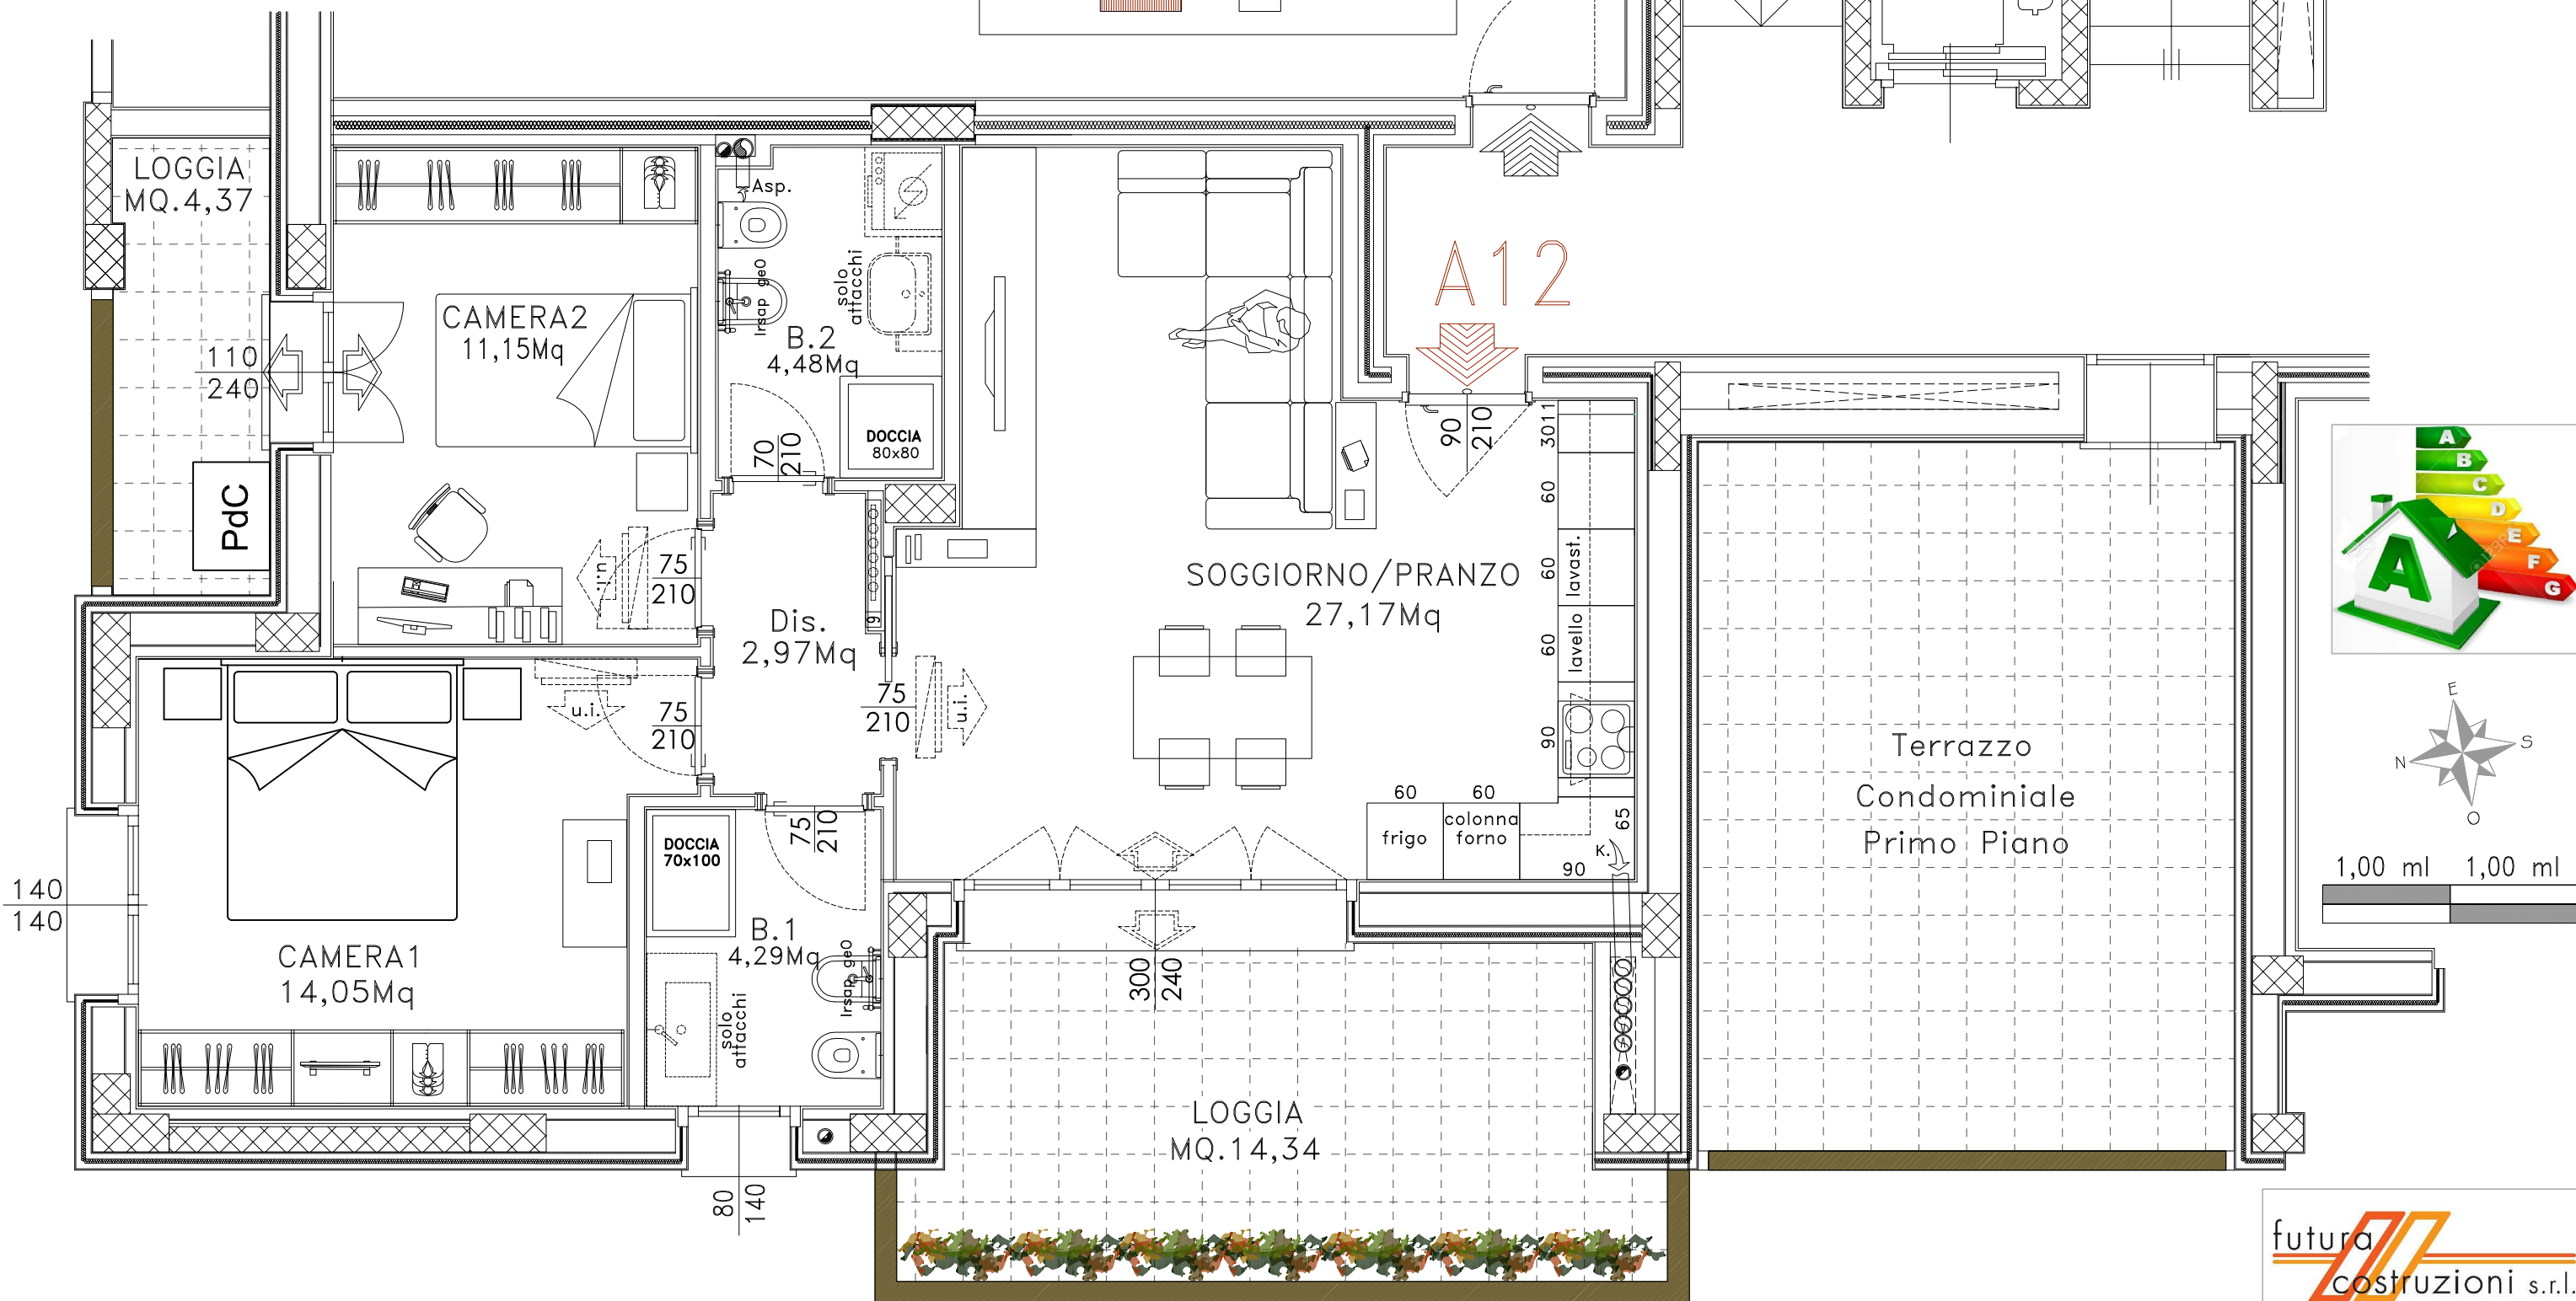 LOGGIA
MQ.4,37
110
240
PdC
CAMERA2
11,15Mq
Asp.
Irsap geO
solo
attacchi
B.2
4,48Mq
DOCCIA
80x80
70
210
A12
90
210
3011
60
60
lavast.
60
lavello
90
65
SOGGIORNO/PRANZO
27,17Mq
u.i.
75
210
Dis.
2,97Mq
9
75
210
u.i.
u.i.
75
210
60
frigo
60
colonna
forno
K.
90
DOCCIA
70x100
75
210
B.1
4,29Mq
Irsap geO
solo
attacchi
140
140
CAMERA1
14,05Mq
80
140
300
240
LOGGIA
MQ.14,34
Terrazzo
Condominiale
Primo Piano
A
B
C
D
E
F
G
A
E
N
S
O
1,00 ml
1,00 ml
futura
costruzioni s.r.l.